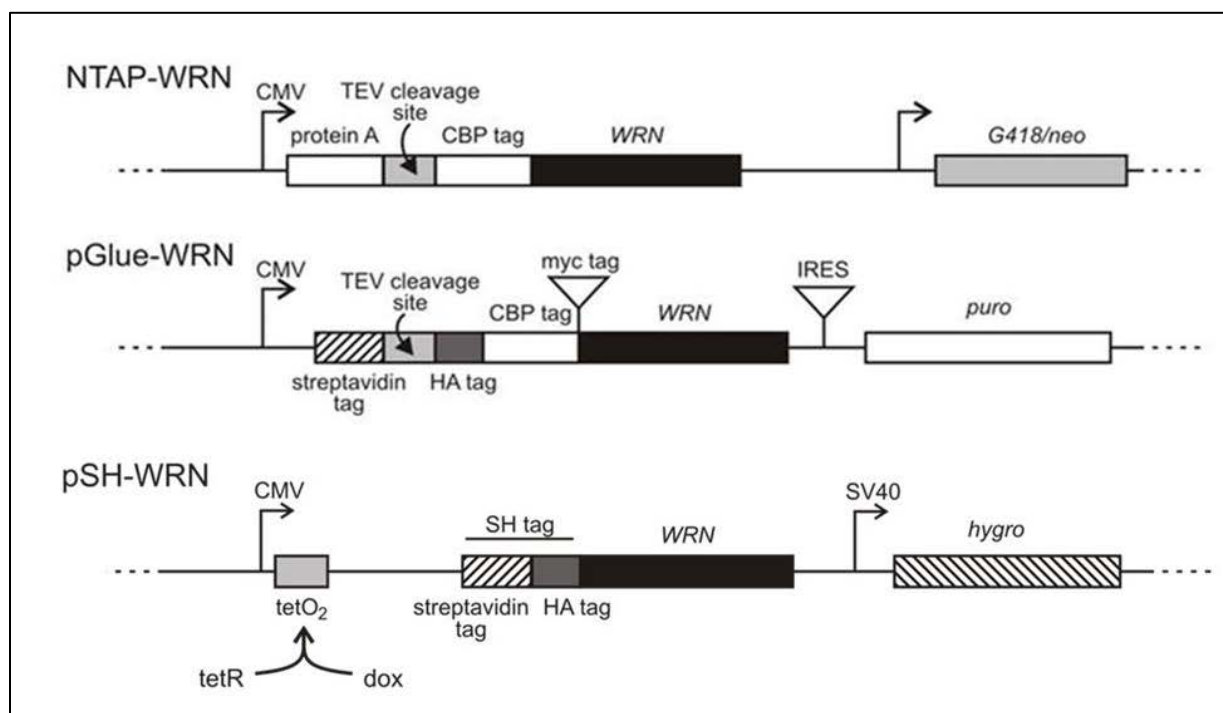 NTAP-WRN
CMV
TEV cleavage
site
protein A
CBP tag
WRN
G418/neo
pGlue-WRN
CMV
TEV cleavage
site
myc tag
IRES
CBP tag
WRN
puro
streptavidin
tag
HA tag
pSH-WRN
CMV
SH tag
WRN
SV40
hygro
tetO₂
streptavidin
tag
HA tag
tetR
dox